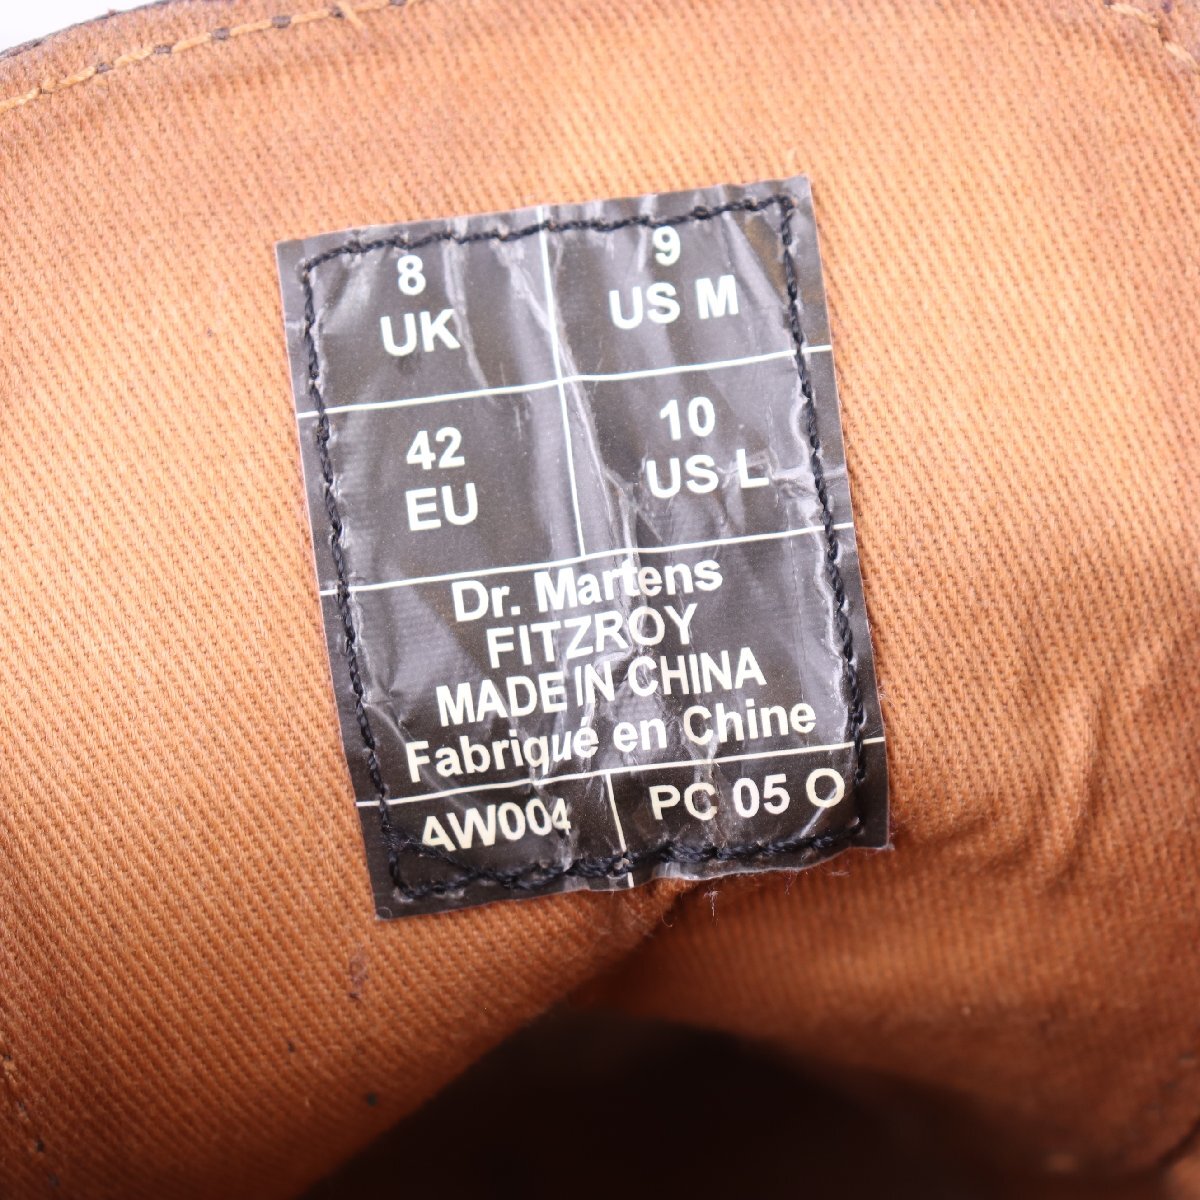 8
UK
9
US M
42
EU
10
US L
Dr. Martens
FITZROY
MADE IN CHINA
Fabriqué en Chine
AW004
PC 05 O